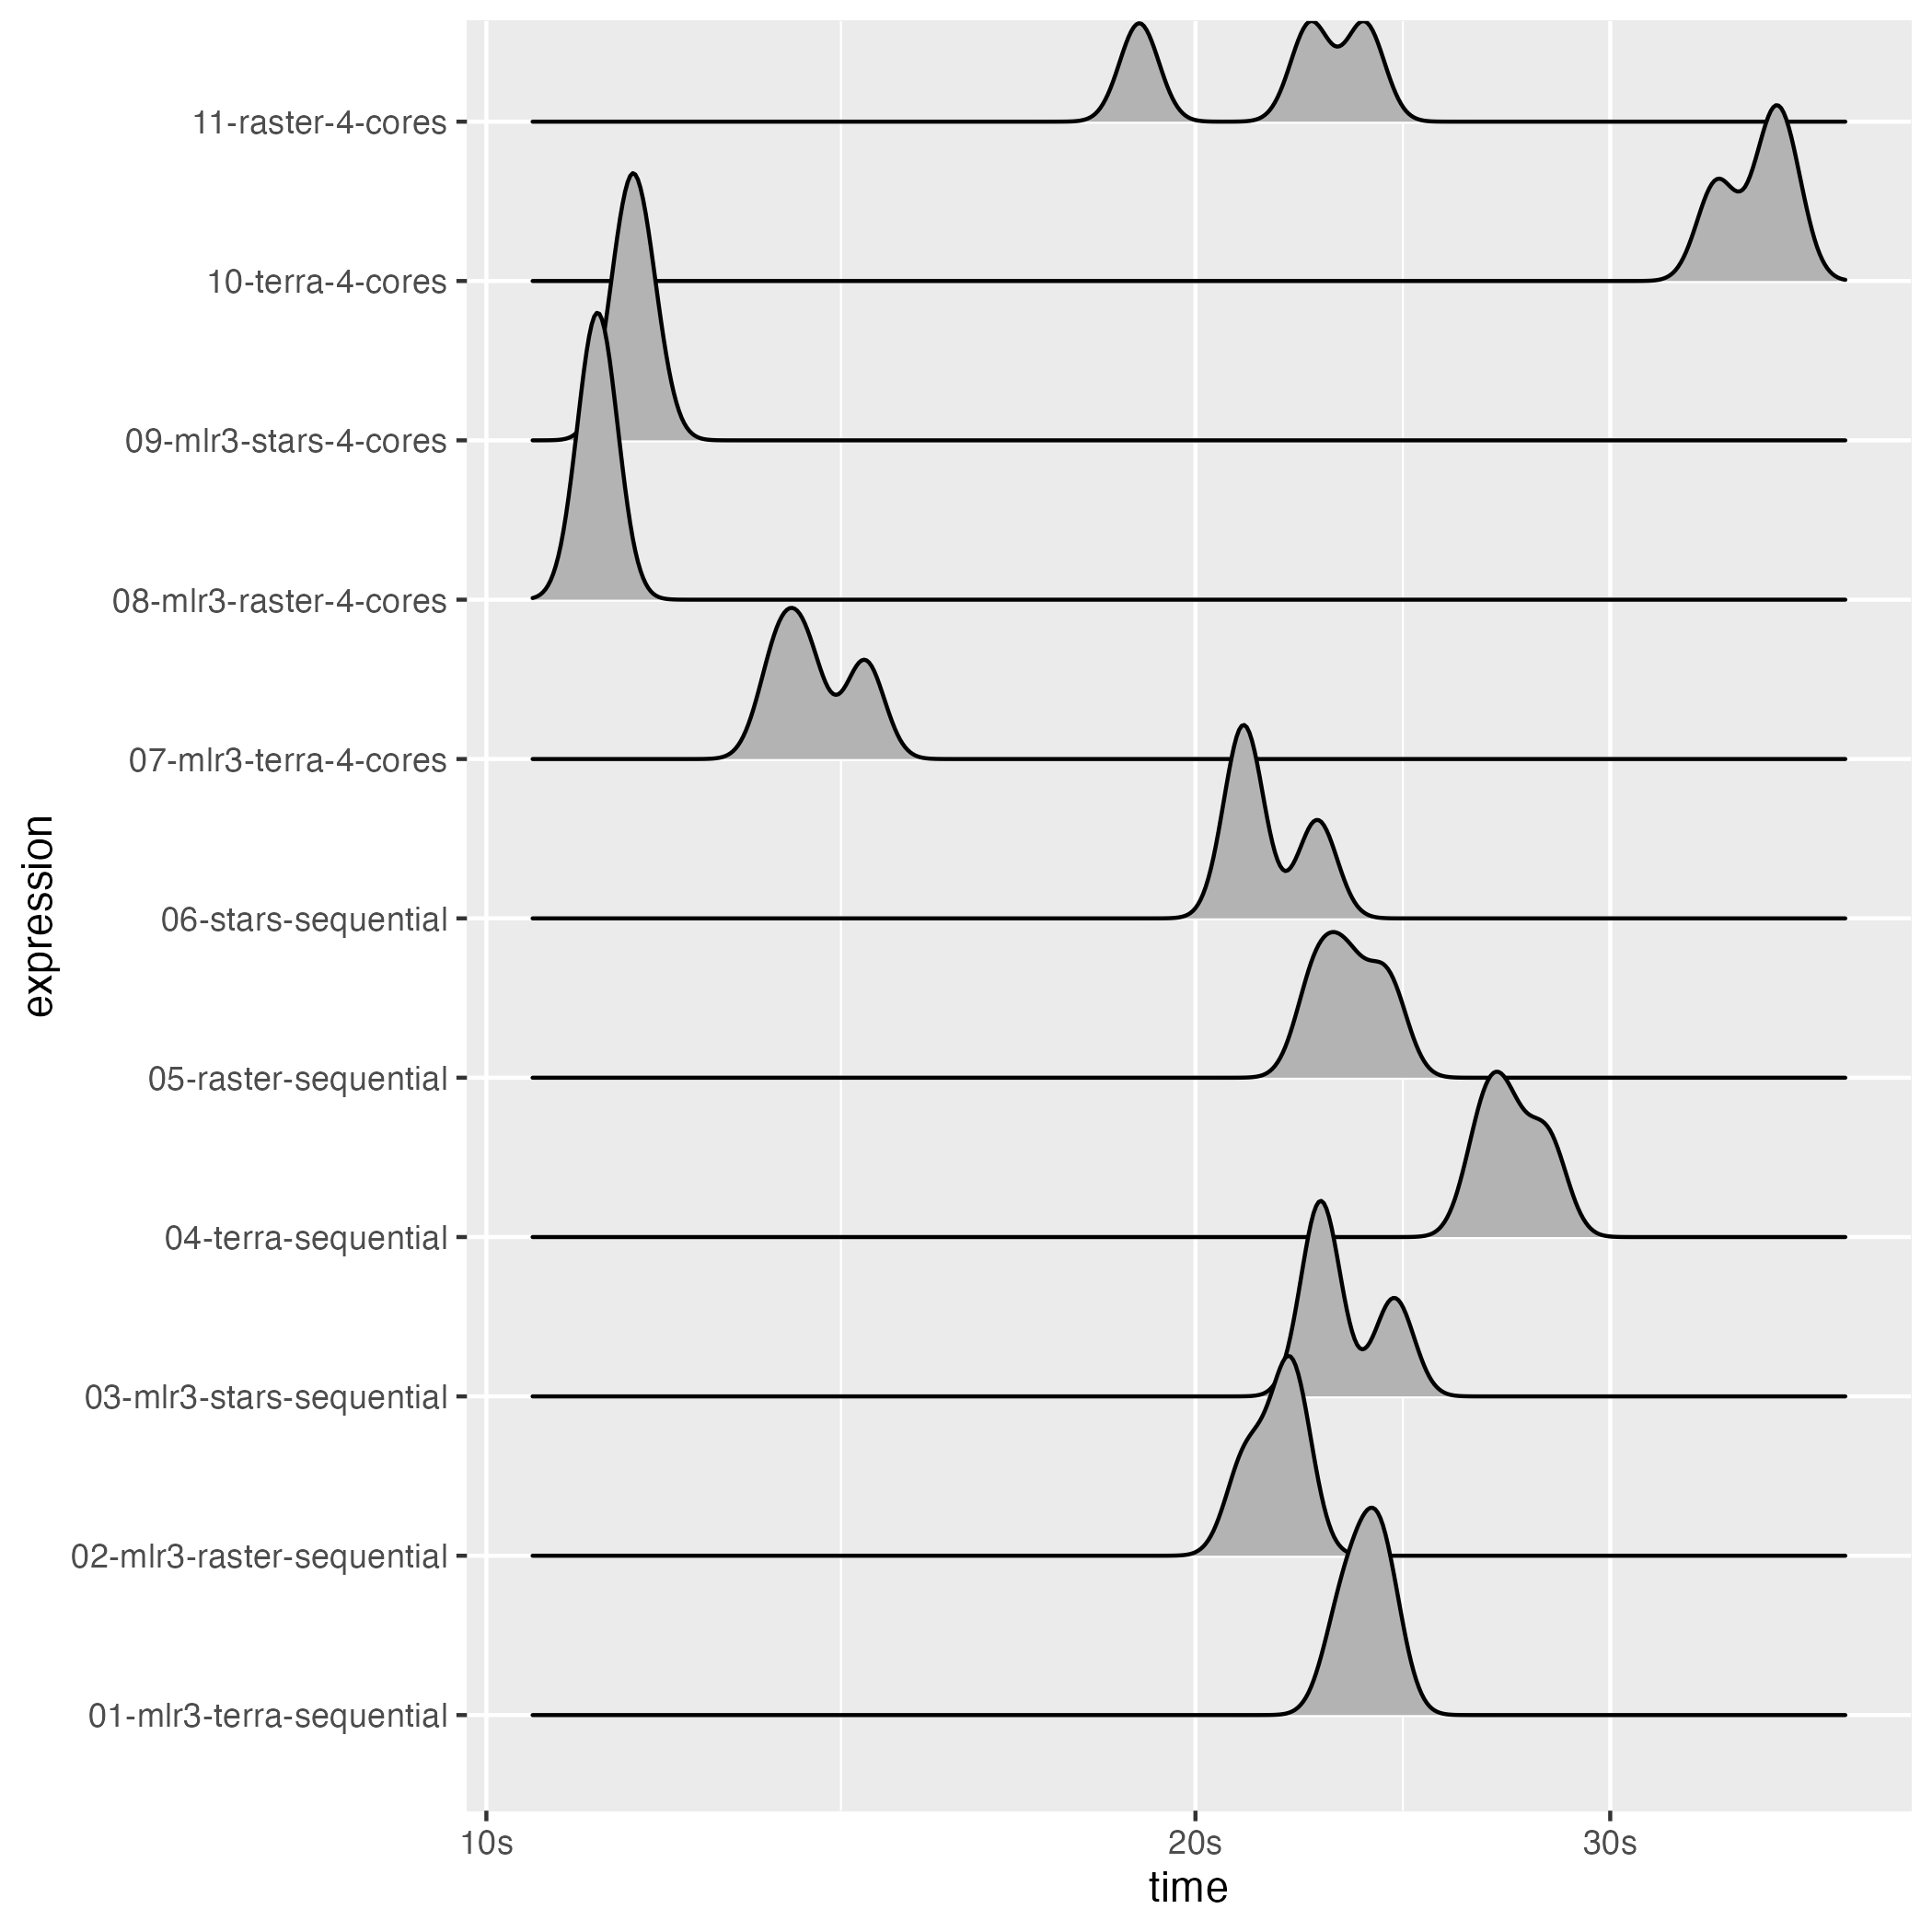 11-raster-4-cores
10-terra-4-cores
09-mlr3-stars-4-cores
08-mlr3-raster-4-cores
07-mlr3-terra-4-cores
06-stars-sequential
05-raster-sequential
04-terra-sequential
03-mlr3-stars-sequential
02-mlr3-raster-sequential
01-mlr3-terra-sequential
expression
10s 20s 30s
time